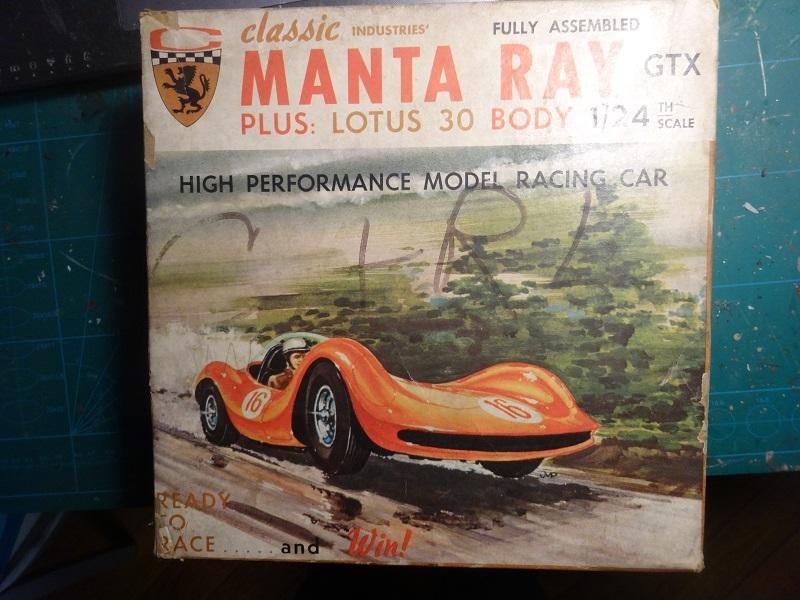 classic INDUSTRIES' FULLY ASSEMBLED
MANTA RAY GTX
PLUS: LOTUS 30 BODY 1/24 TH SCALE
HIGH PERFORMANCE MODEL RACING CAR
16
16
READY
TO
RACE.....and Win!